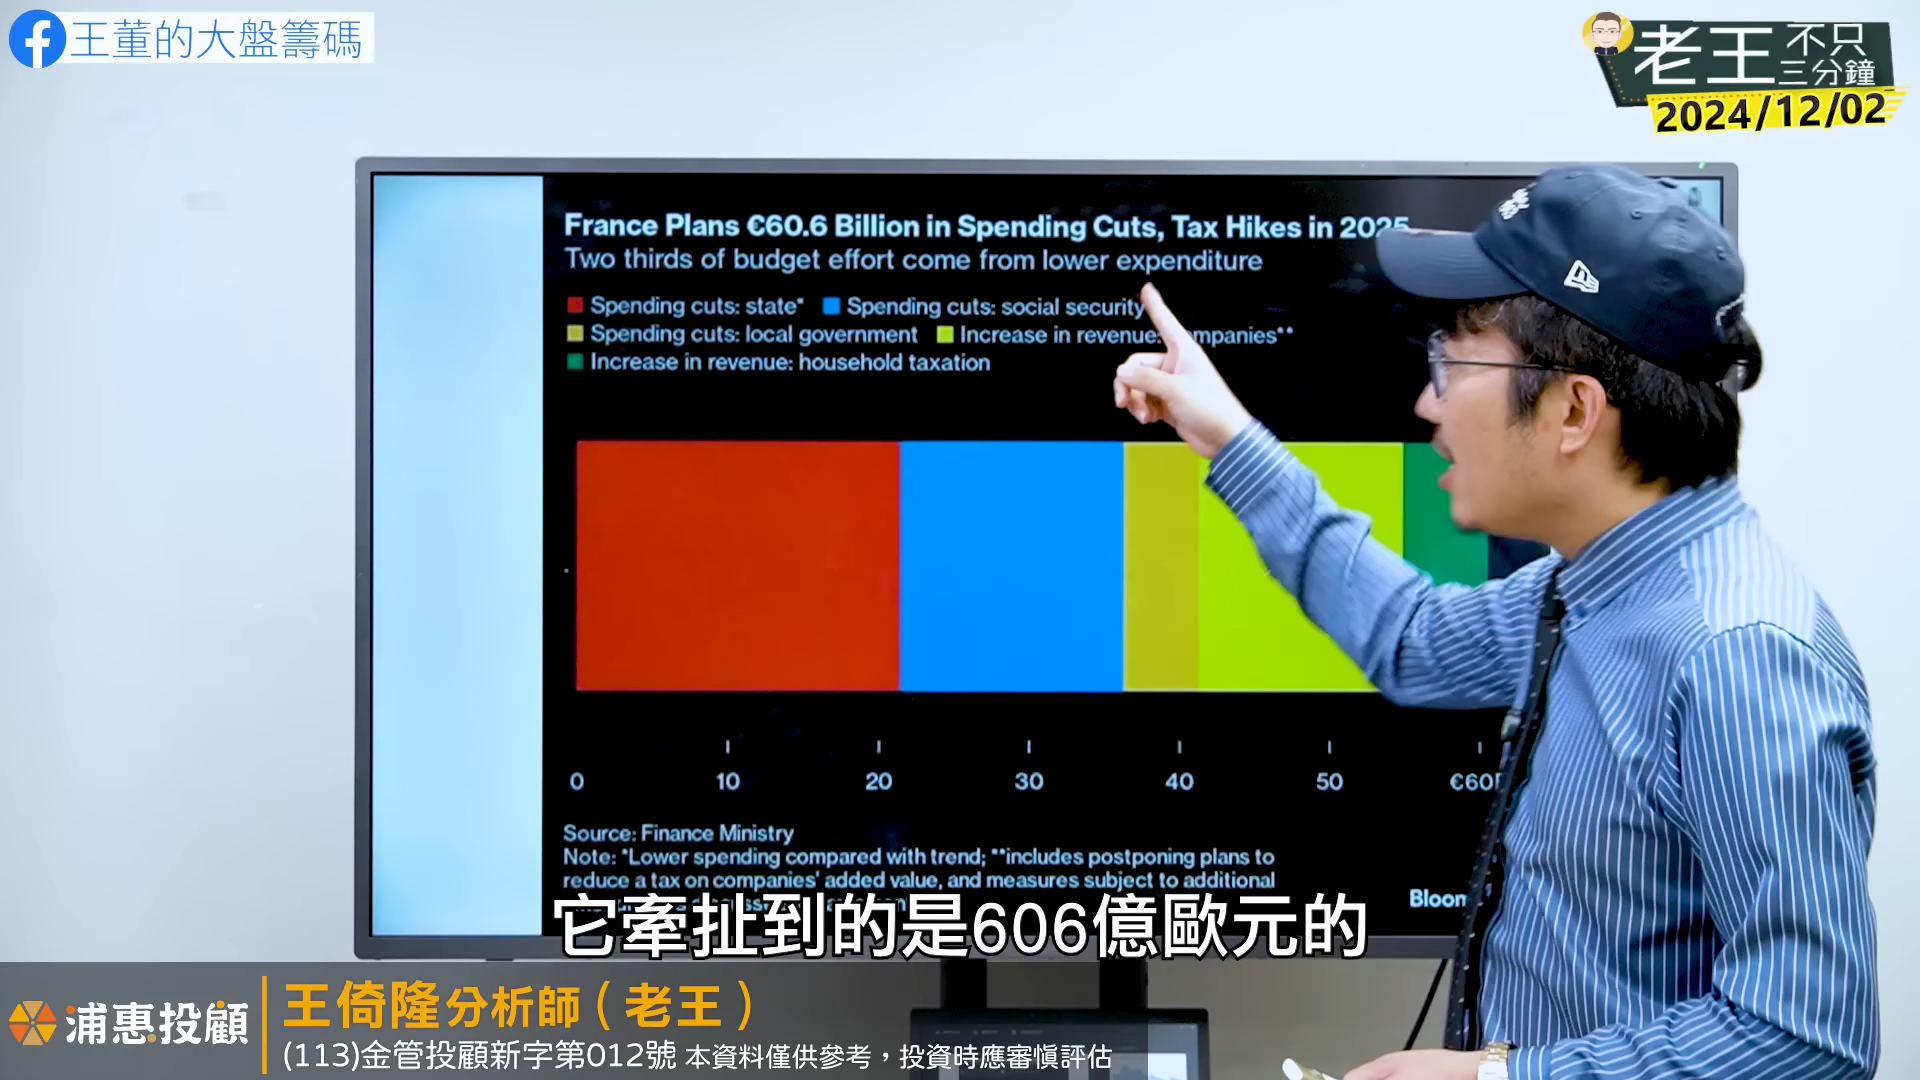 王董的大盤籌碼
老王 不只三分鐘
2024/12/02
France Plans €60.6 Billion in Spending Cuts, Tax Hikes in 2025
Two thirds of budget effort come from lower expenditure
Spending cuts: state* Spending cuts: social security
Spending cuts: local government Increase in revenue: mpanies**
Increase in revenue: household taxation
0 10 20 30 40 50 €60
Source: Finance Ministry
Note: *Lower spending compared with trend; **includes postponing plans to
reduce a tax on companies' added value, and measures subject to additional
Bloom
它牽扯到的是606億歐元的
浦惠投顧
王倚隆分析師(老王)
(113)金管投顧新字第012號 本資料僅供參考,投資時應審慎評估